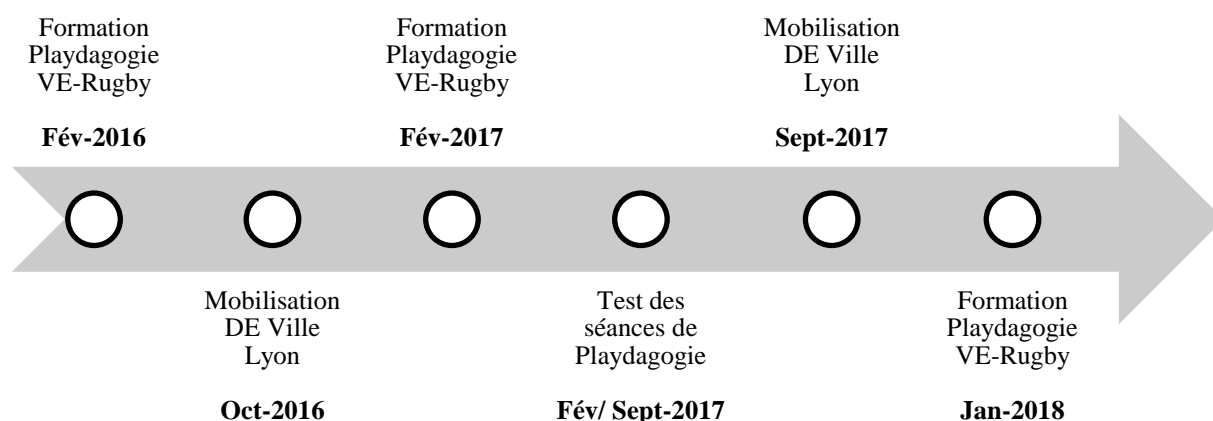 Formation
Playdagogie
VE-Rugby
Fév-2016
Formation
Playdagogie
VE-Rugby
Fév-2017
Mobilisation
DE Ville
Lyon
Sept-2017
Mobilisation
DE Ville
Lyon
Oct-2016
Test des
séances de
Playdagogie
Fév/ Sept-2017
Formation
Playdagogie
VE-Rugby
Jan-2018